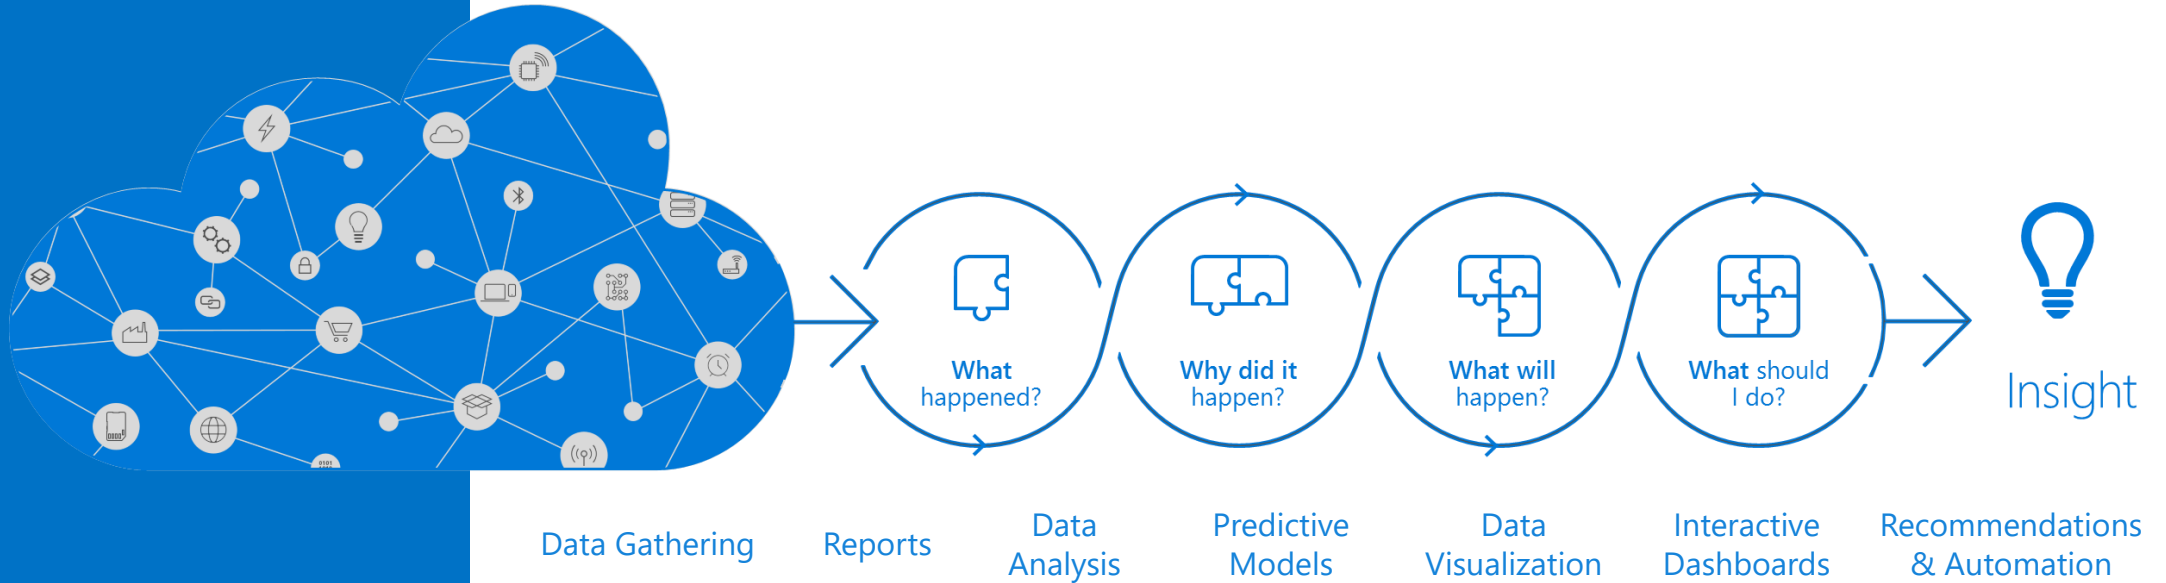 What
happened?
Why did it
happen?
What will
happen?
What should
I do?
Insight
Data Gathering
Reports
Data
Analysis
Predictive
Models
Data
Visualization
Interactive
Dashboards
Recommendations
& Automation